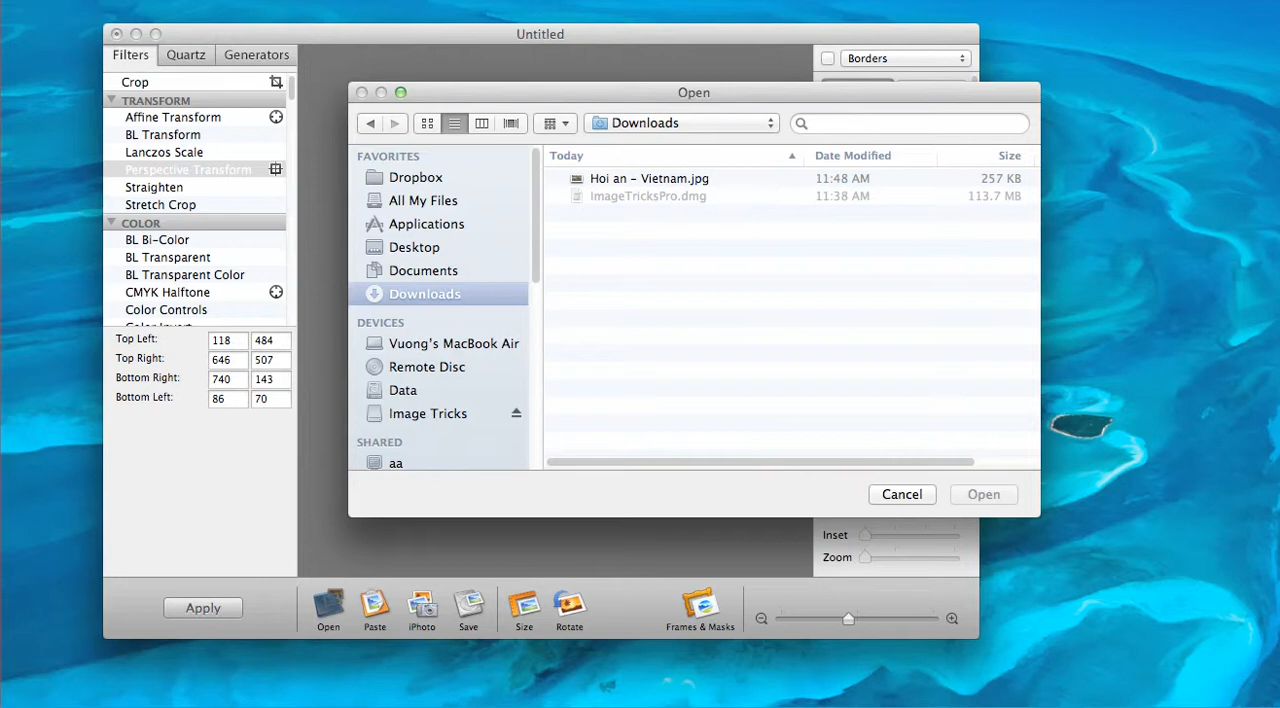 Untitled
Filters Quartz Generators
Borders
Crop
TRANSFORM
Affine Transform
BL Transform
Lanczos Scale
Perspective Transform
Straighten
Stretch Crop
COLOR
BL Bi-Color
BL Transparent
BL Transparent Color
CMYK Halftone
Color Controls
Color Invert
Top Left: 118 484
Top Right: 646 507
Bottom Right: 740 143
Bottom Left: 86 70
Apply
Open
Downloads
FAVORITES
Dropbox
All My Files
Applications
Desktop
Documents
Downloads
DEVICES
Vuong's MacBook Air
Remote Disc
Data
Image Tricks
SHARED
aa
Today Date Modified Size
Hoi an - Vietnam.jpg 11:48 AM 257 KB
ImageTricksPro.dmg 11:38 AM 113.7 MB
Cancel Open
Inset
Zoom
Open Paste iPhoto Save Size Rotate Frames & Masks